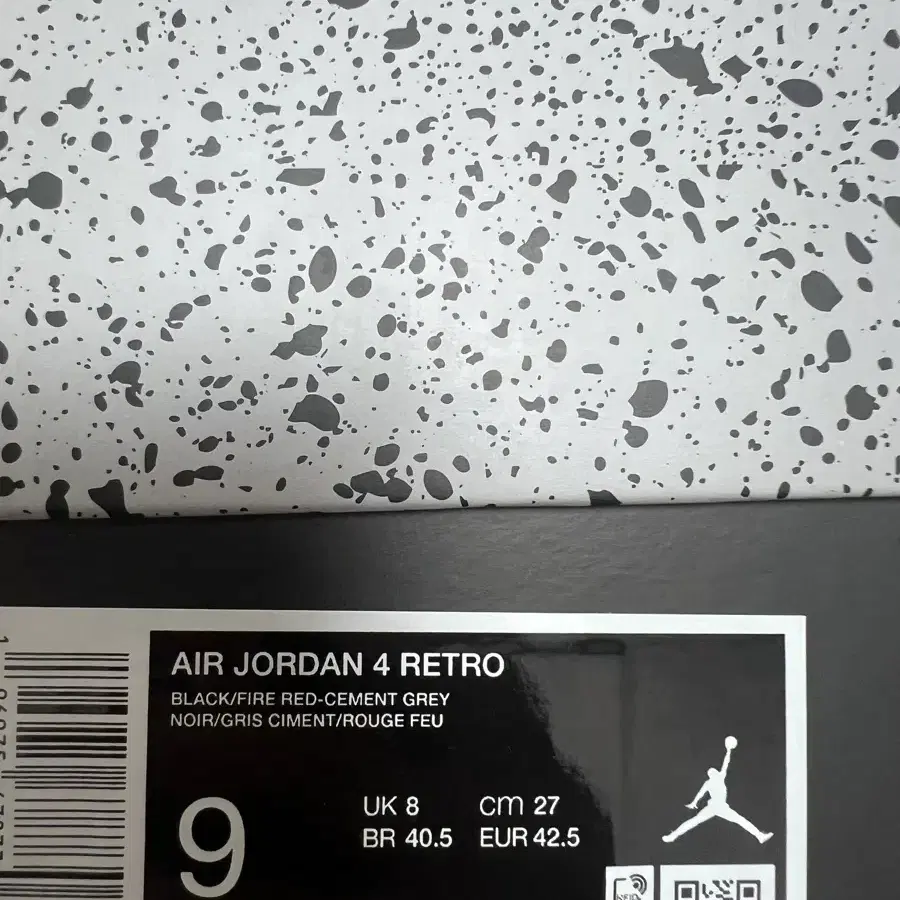 AIR JORDAN 4 RETRO
BLACK/FIRE RED-CEMENT GREY
NOIR/GRIS CIMENT/ROUGE FEU
9
UK 8 CM 27
BR 40.5 EUR 42.5